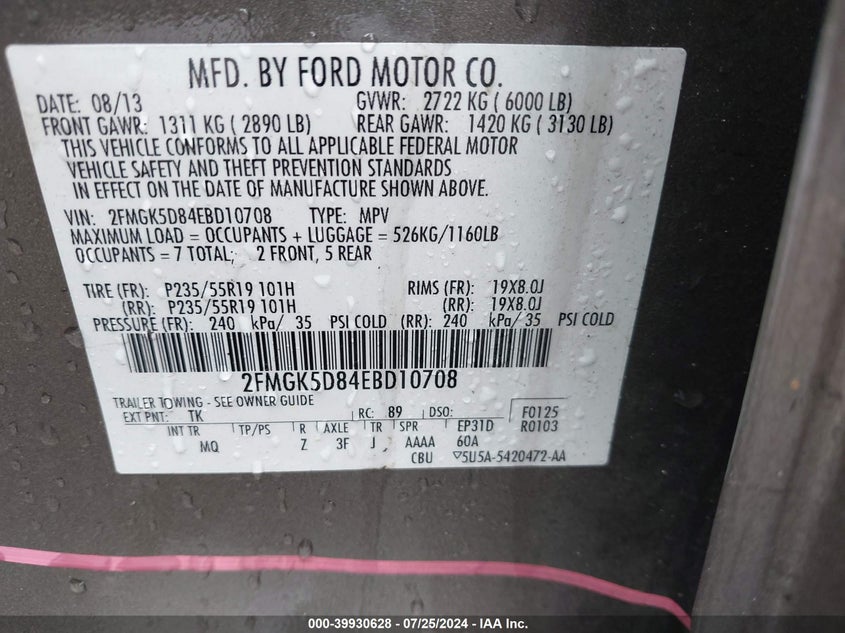 MFD. BY FORD MOTOR CO.
DATE: 08/13 GVWR: 2722 KG ( 6000 LB)
FRONT GAWR: 1311 KG ( 2890 LB) REAR GAWR: 1420 KG ( 3130 LB)
THIS VEHICLE CONFORMS TO ALL APPLICABLE FEDERAL MOTOR
VEHICLE SAFETY AND THEFT PREVENTION STANDARDS
IN EFFECT ON THE DATE OF MANUFACTURE SHOWN ABOVE.
VIN: 2FMGK5D84EBD10708 TYPE: MPV
MAXIMUM LOAD = OCCUPANTS + LUGGAGE = 526KG/1160LB
OCCUPANTS = 7 TOTAL; 2 FRONT, 5 REAR
TIRE (FR): P235/55R19 101H RIMS (FR): 19X8.0J
(RR): P235/55R19 101H (RR): 19X8.0J
PRESSURE (FR): 240 kPa/ 35 PSI COLD (RR): 240 kPa/ 35 PSI COLD
2FMGK5D84EBD10708
TRAILER TOWING - SEE OWNER GUIDE
EXT PNT: TK RC: 89 DSO: F0125
INT TR TP/PS R AXLE TR SPR EP31D R0103
MQ Z 3F J AAAA 60A
CBU 5U5A-5420472-AA
000-39930628 - 07/25/2024 - IAA Inc.